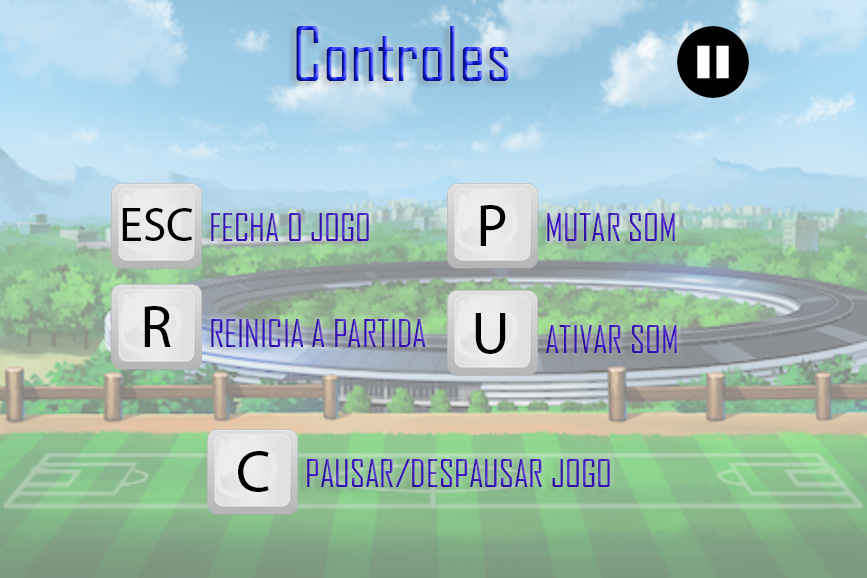 Controles
ESC FECHA O JOGO
P MUTAR SOM
R REINICIA A PARTIDA
U ATIVAR SOM
C PAUSAR/DESPAUSAR JOGO